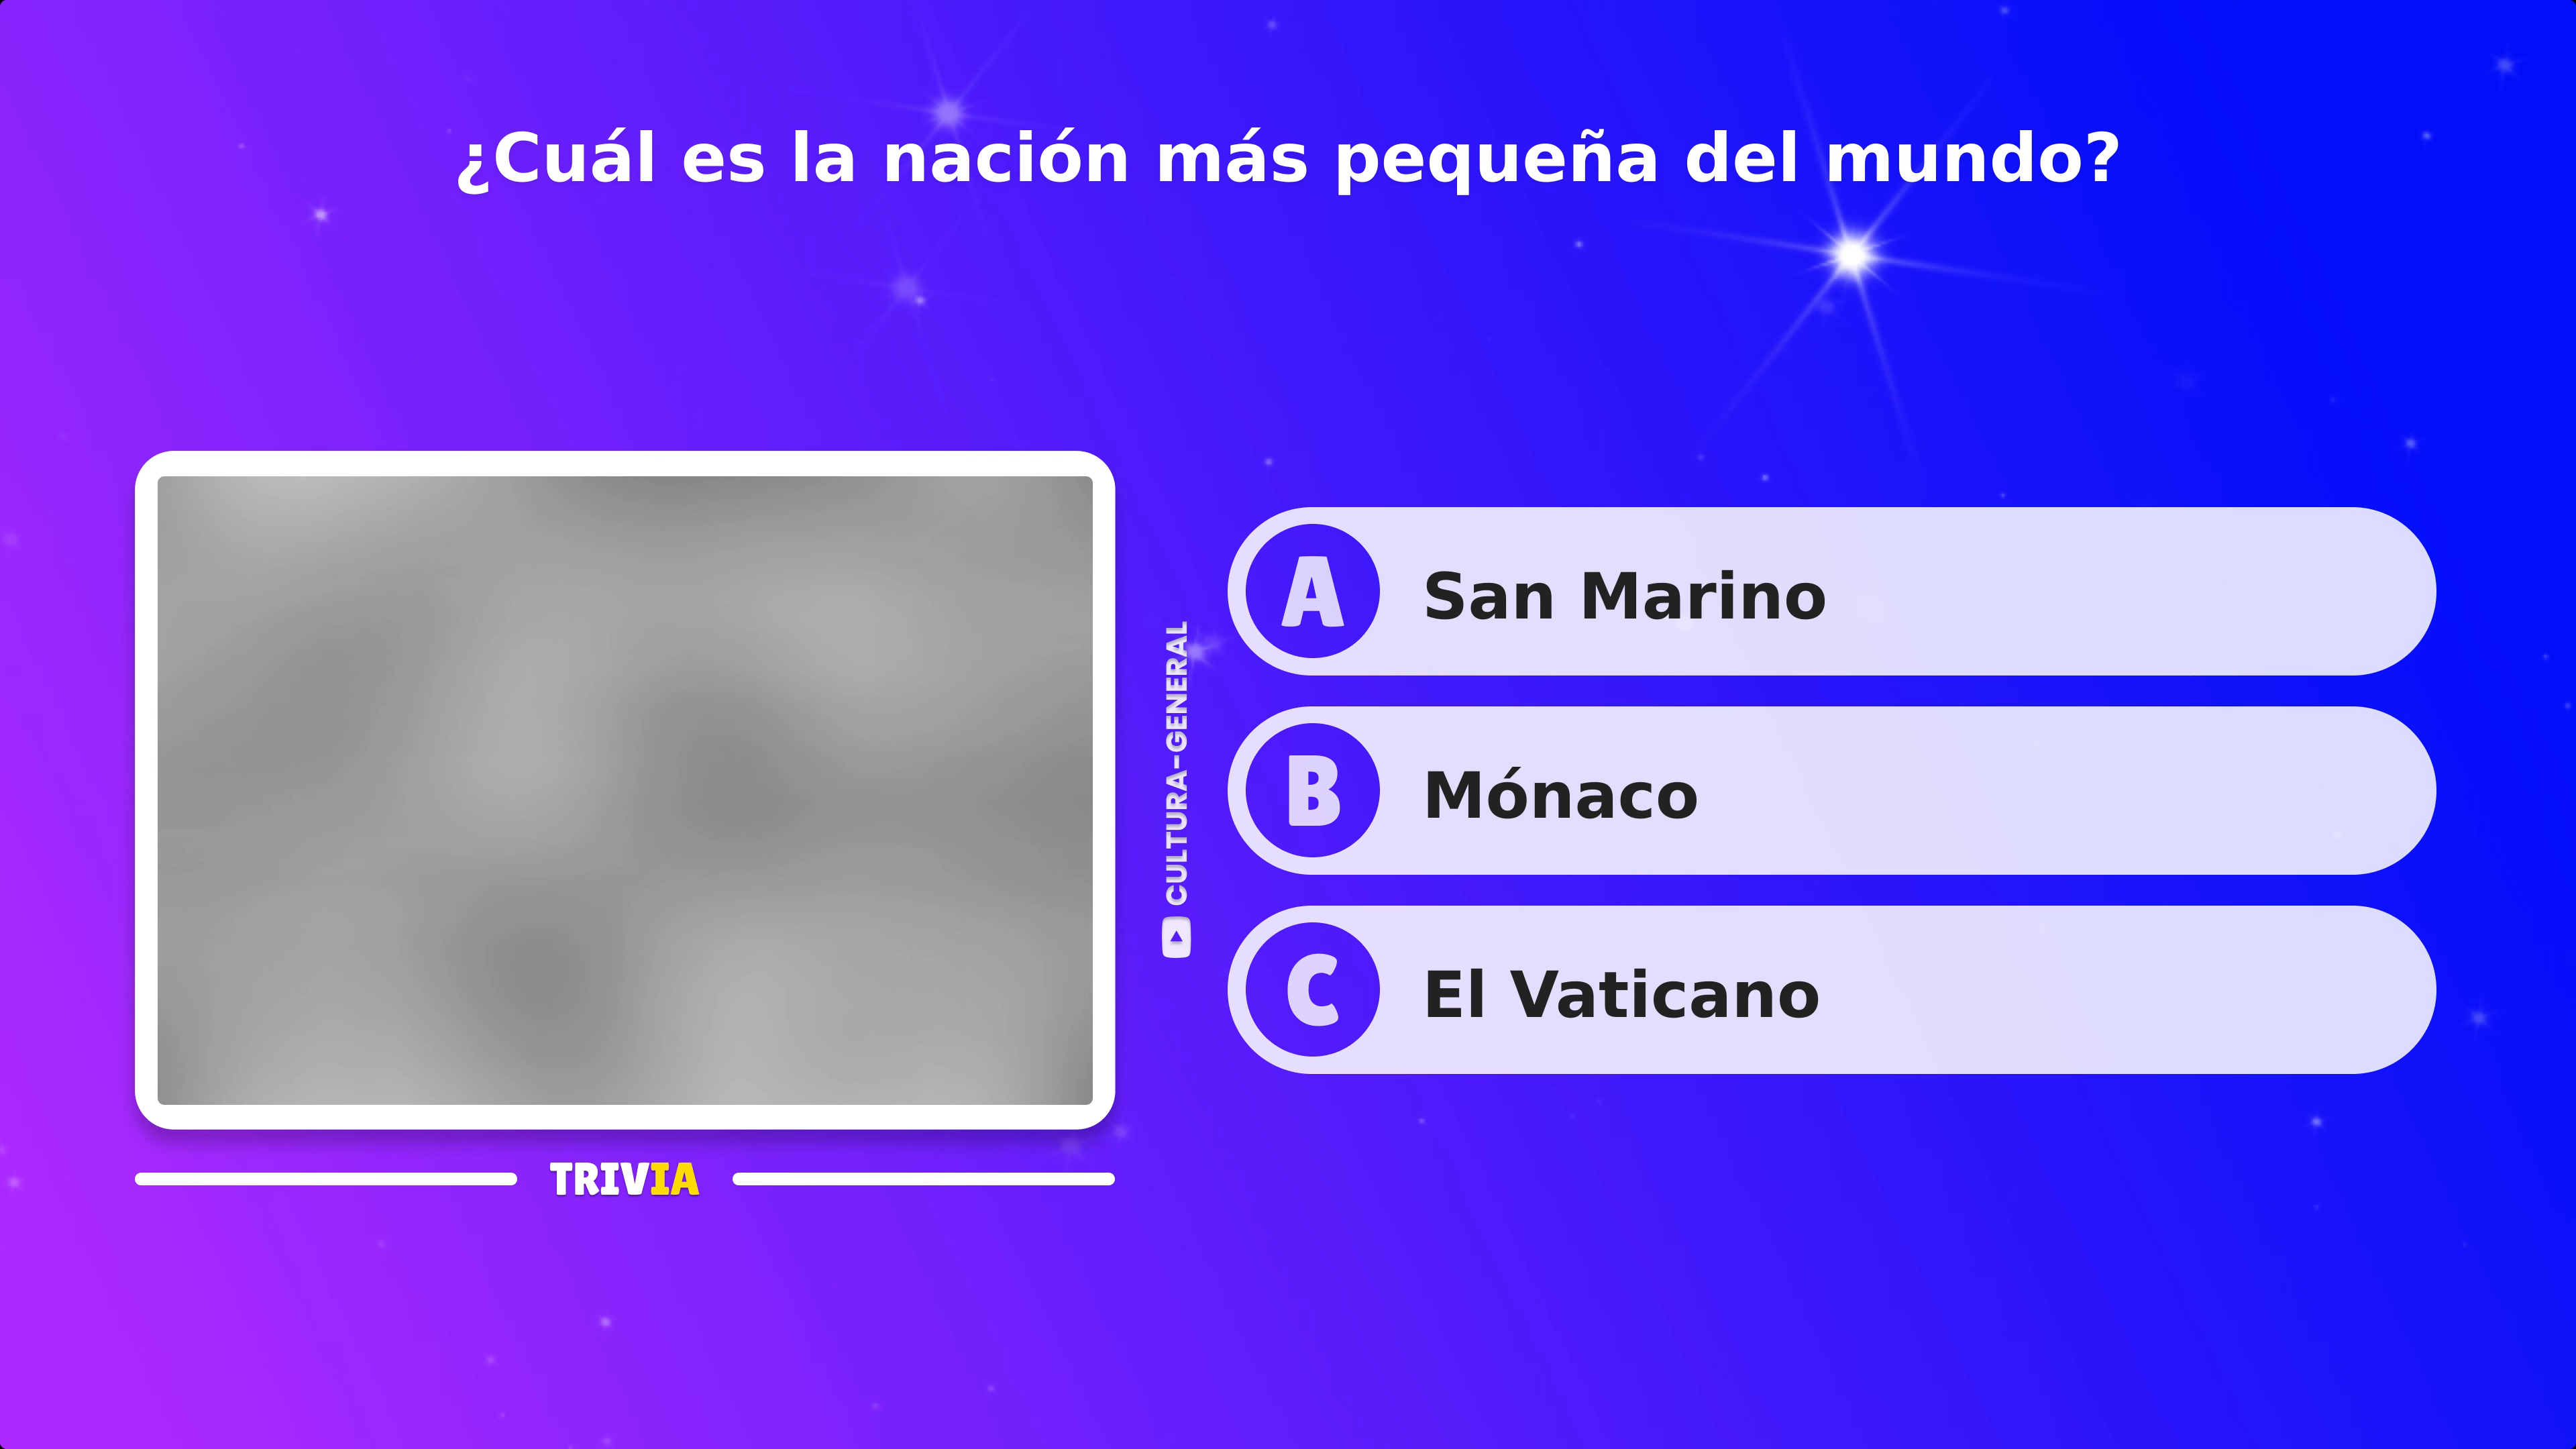 ¿Cuál es la nación más pequeña del mundo?
A San Marino
B Mónaco
C El Vaticano
CULTURA-GENERAL
TRIVIA